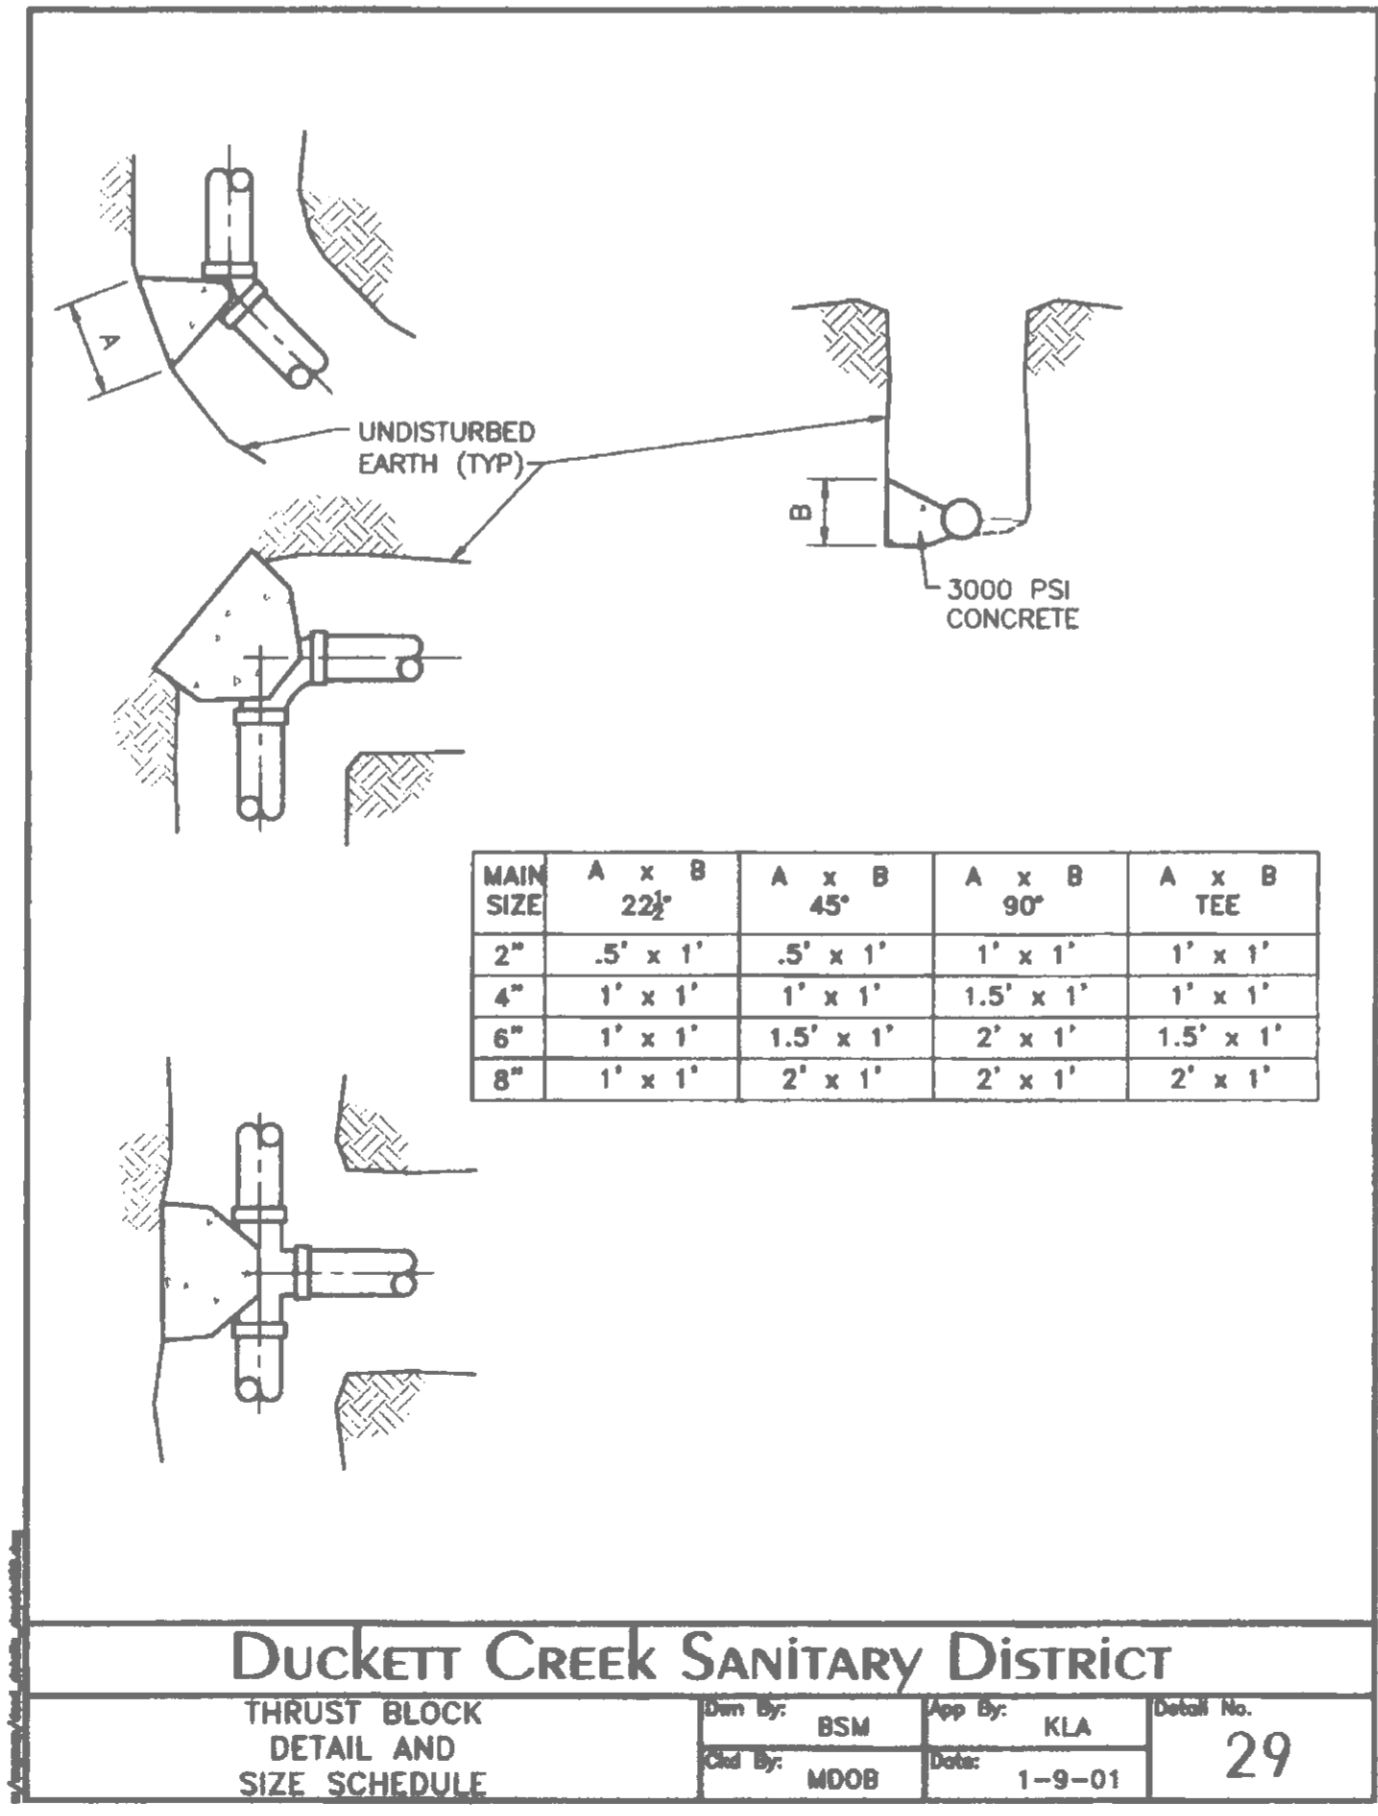 A
UNDISTURBED
EARTH (TYP)
B
3000 PSI
CONCRETE
MAIN SIZE A x B 22½° A x B 45° A x B 90° A x B TEE
2" .5' x 1' .5' x 1' 1' x 1' 1' x 1'
4" 1' x 1' 1' x 1' 1.5' x 1' 1' x 1'
6" 1' x 1' 1.5' x 1' 2' x 1' 1.5' x 1'
8" 1' x 1' 2' x 1' 2' x 1' 2' x 1'
DUCKETT CREEK SANITARY DISTRICT
THRUST BLOCK
DETAIL AND
SIZE SCHEDULE
Dwn By: BSM
App By: KLA
Ckd By: MDOB
Date: 1-9-01
Detail No.
29